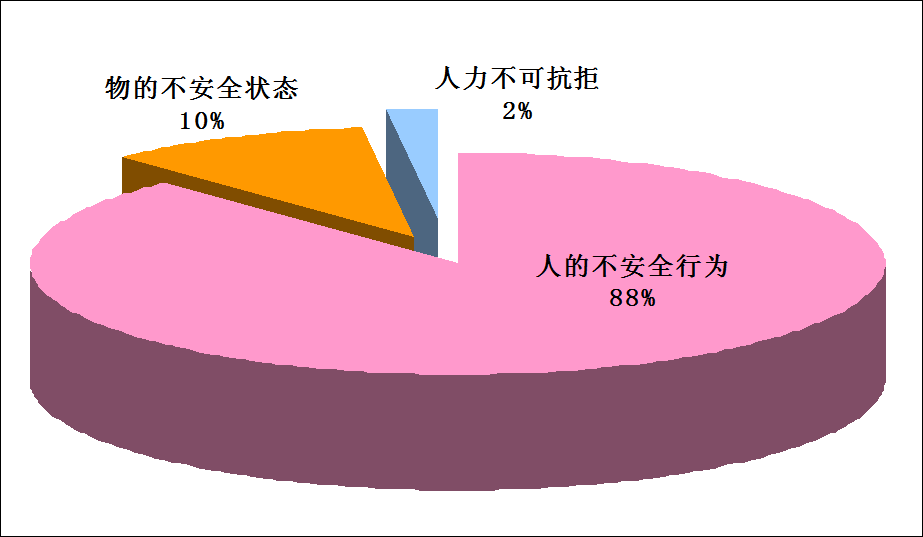 人力不可抗拒
2%
物的不安全状态
10%
人的不安全行为
88%